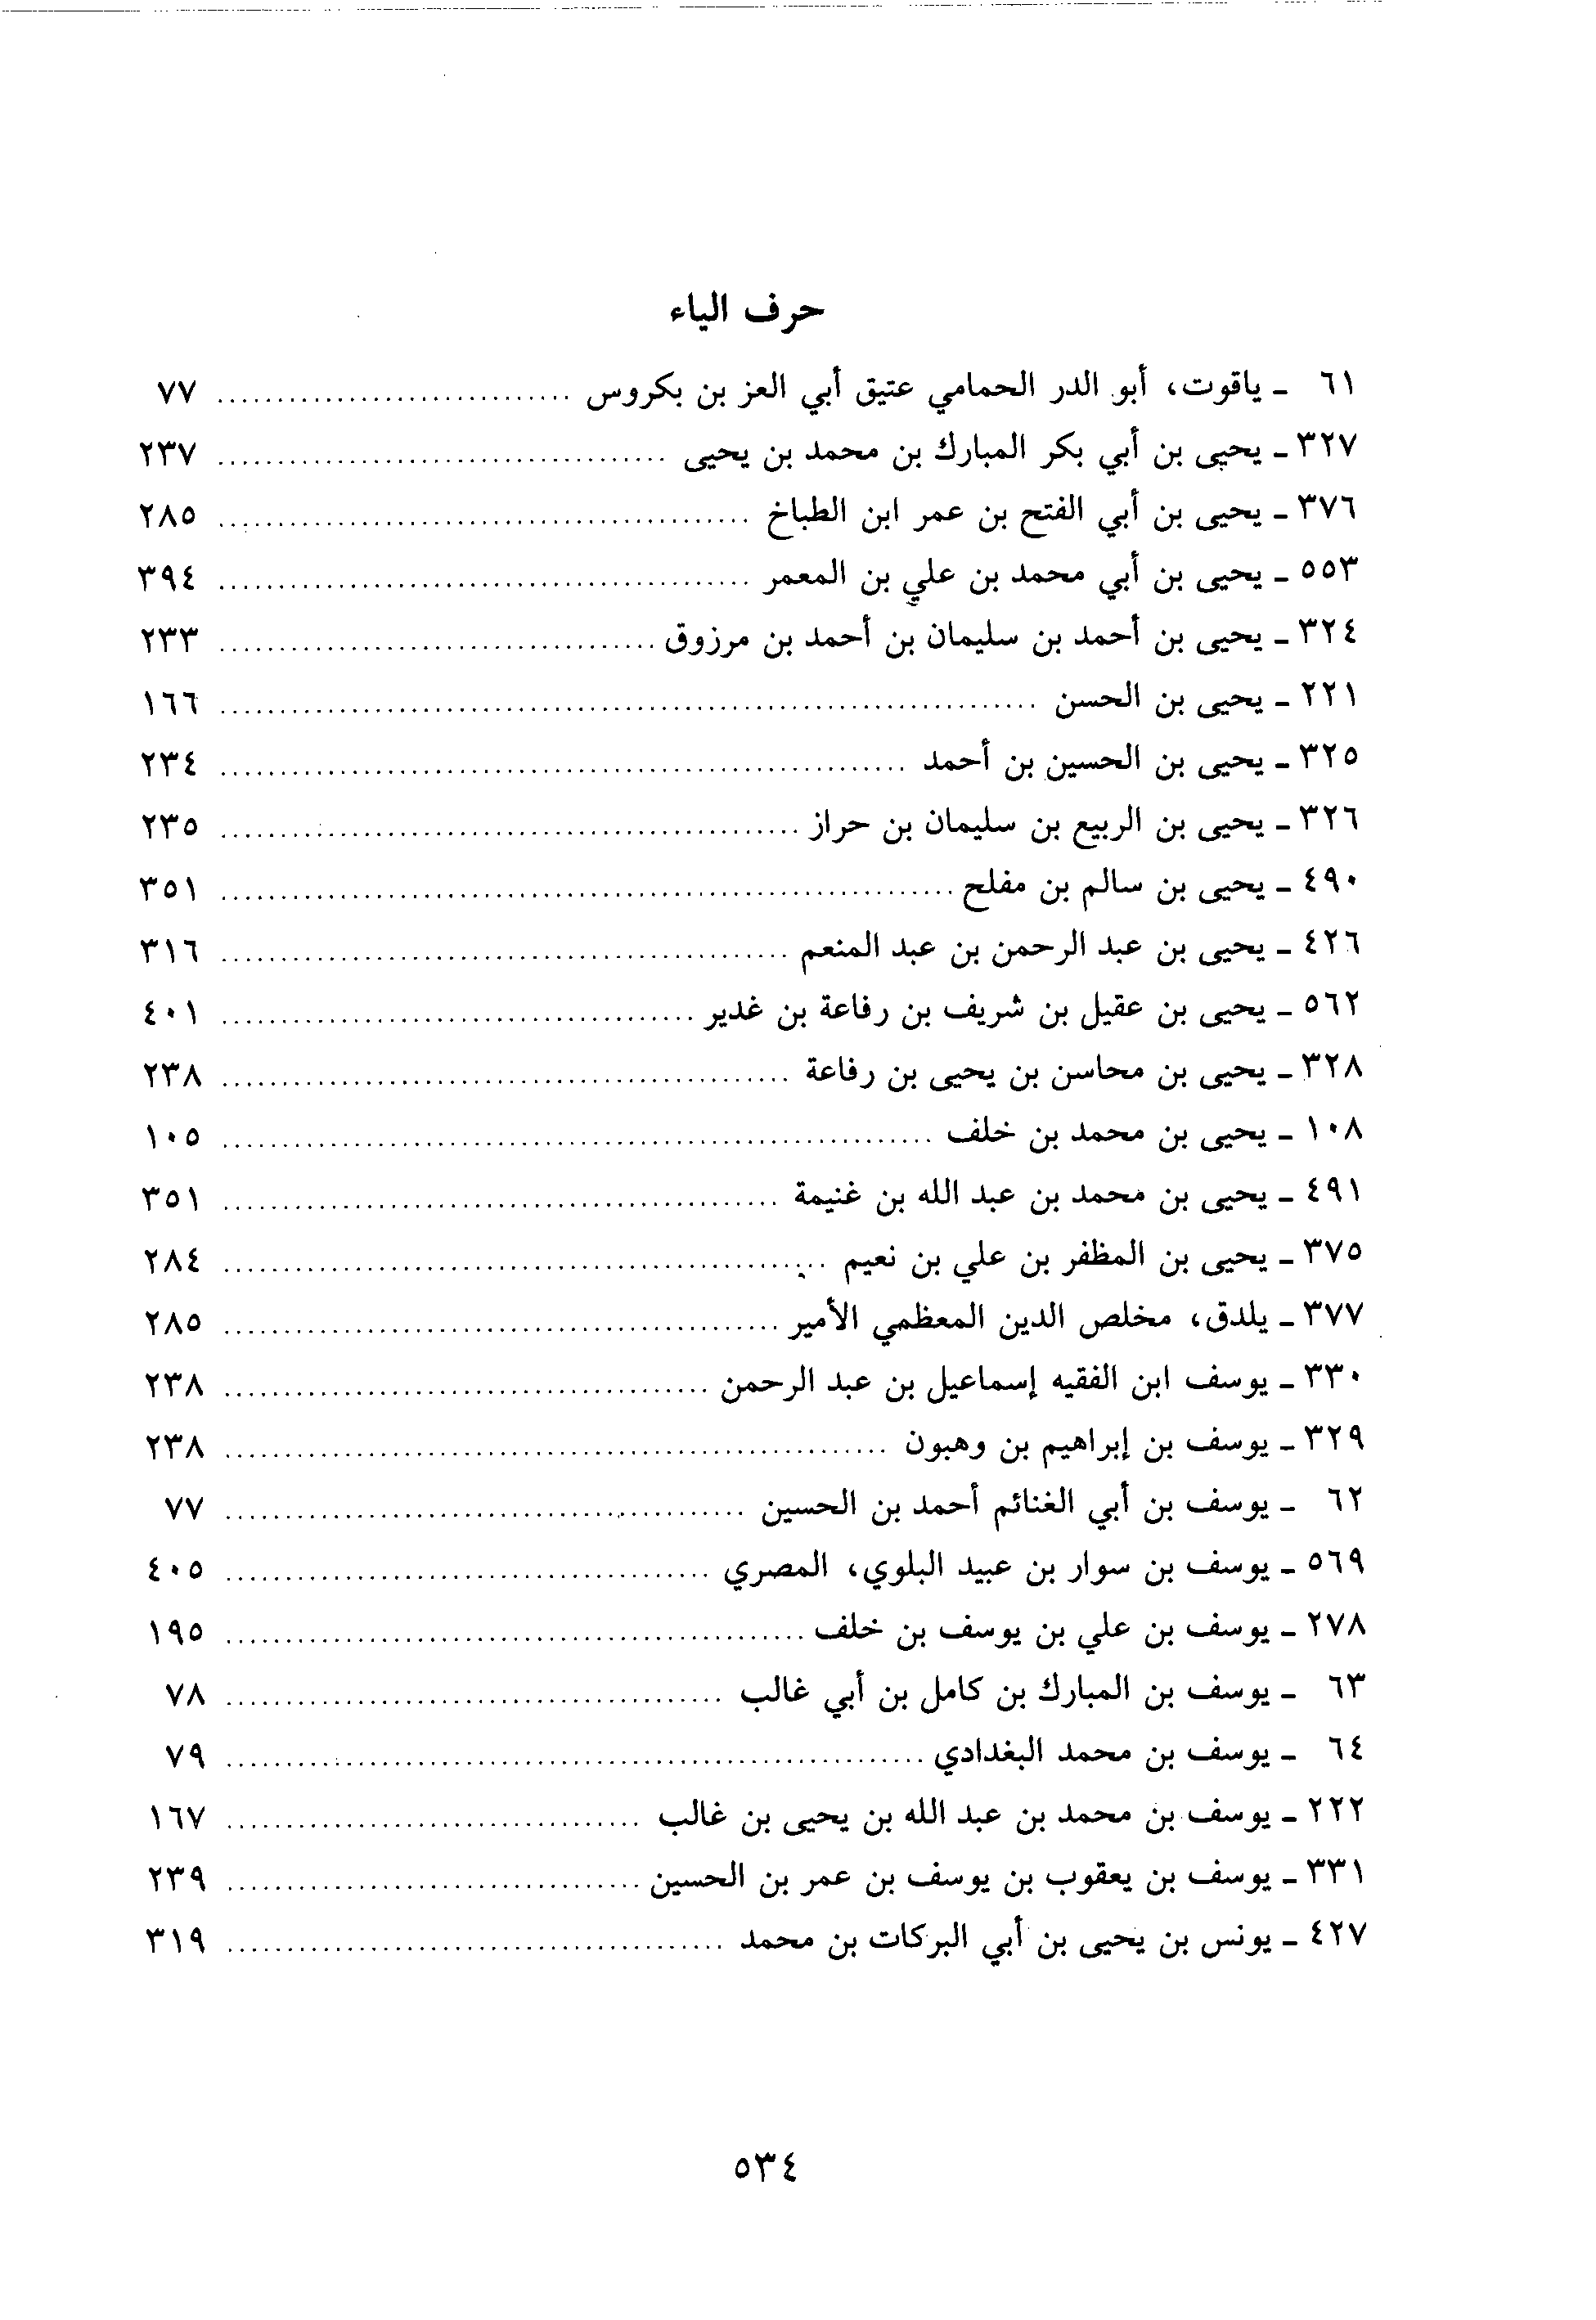 حرف الياء
٦١ ـ ياقوت، أبو الدر الحمامي عتيق أبي العز بن بكروس .............................. ٧٧
٣٢٧ ـ يحيى بن أبي بكر المبارك بن محمد بن يحيى ...................................... ٢٣٧
٣٧٦ ـ يحيى بن أبي الفتح بن عمر ابن الطباخ ............................................. ٢٨٥
٥٥٣ ـ يحيى بن أبي محمد بن علي بن المعمر ............................................. ٣٩٤
٣٢٤ ـ يحيى بن أحمد بن سليمان بن أحمد بن مرزوق ..................................... ٢٣٣
٢٢١ ـ يحيى بن الحسن ..................................................................... ١٦٦
٣٢٥ ـ يحيى بن الحسين بن أحمد .......................................................... ٢٣٤
٣٢٦ ـ يحيى بن الربيع بن سليمان بن حراز ................................................. ٢٣٥
٤٩٠ ـ يحيى بن سالم بن مفلح .............................................................. ٣٥١
٤٢٦ ـ يحيى بن عبد الرحمن بن عبد المنعم ................................................ ٣١٦
٥٦٢ ـ يحيى بن عقيل بن شريف بن رفاعة بن غدير ........................................ ٤٠١
٣٢٨ ـ يحيى بن محاسن بن يحيى بن رفاعة ................................................ ٢٣٨
١٠٨ ـ يحيى بن محمد بن خلف ............................................................ ١٠٥
٤٩١ ـ يحيى بن محمد بن عبد الله بن غنيمة ............................................... ٣٥١
٣٧٥ ـ يحيى بن المظفر بن علي بن نعيم ................................................... ٢٨٤
٣٧٧ ـ يلدق، مخلص الدين المعظمي الأمير ............................................... ٢٨٥
٣٣٠ ـ يوسف ابن الفقيه إسماعيل بن عبد الرحمن ......................................... ٢٣٨
٣٢٩ ـ يوسف بن إبراهيم بن وهبون ........................................................ ٢٣٨
٦٢ ـ يوسف بن أبي الغنائم أحمد بن الحسين ............................................ ٧٧
٥٦٩ ـ يوسف بن سوار بن عبيد البلوي، المصري ......................................... ٤٠٥
٢٧٨ ـ يوسف بن علي بن يوسف بن خلف ................................................. ١٩٥
٦٣ ـ يوسف بن المبارك بن كامل بن أبي غالب .......................................... ٧٨
٦٤ ـ يوسف بن محمد البغدادي ........................................................... ٧٩
٢٢٢ ـ يوسف بن محمد بن عبد الله بن يحيى بن غالب ................................... ١٦٧
٣٣١ ـ يوسف بن يعقوب بن يوسف بن عمر بن الحسين ................................... ٢٣٩
٤٢٧ ـ يونس بن يحيى بن أبي البركات بن محمد .......................................... ٣١٩
٥٣٤